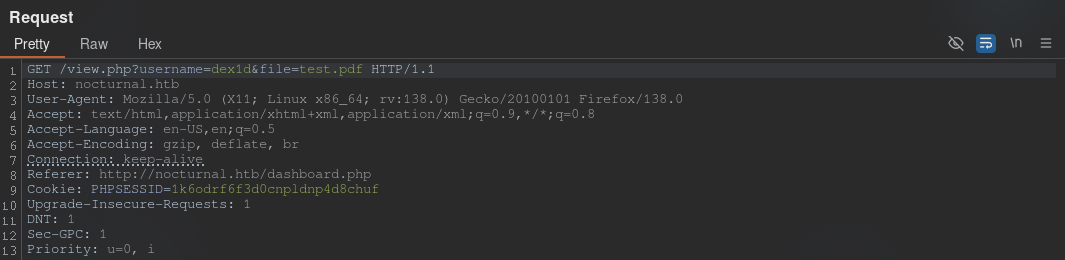 Request
Pretty Raw Hex \n
1 GET /view.php?username=dex1d&file=test.pdf HTTP/1.1
2 Host: nocturnal.htb
3 User-Agent: Mozilla/5.0 (X11; Linux x86_64; rv:138.0) Gecko/20100101 Firefox/138.0
4 Accept: text/html,application/xhtml+xml,application/xml;q=0.9,*/*;q=0.8
5 Accept-Language: en-US,en;q=0.5
6 Accept-Encoding: gzip, deflate, br
7 Connection: keep-alive
8 Referer: http://nocturnal.htb/dashboard.php
9 Cookie: PHPSESSID=1k6odrf6f3d0cnpldnp4d8chuf
10 Upgrade-Insecure-Requests: 1
11 DNT: 1
12 Sec-GPC: 1
13 Priority: u=0, i